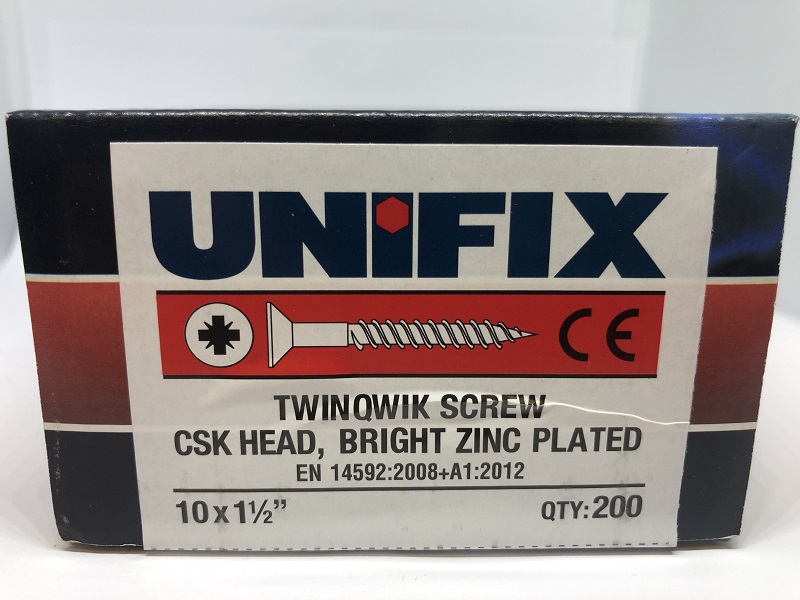 UNiFIX
CE
TWINQWIK SCREW
CSK HEAD, BRIGHT ZINC PLATED
EN 14592:2008+A1:2012
10 x 1½" QTY: 200